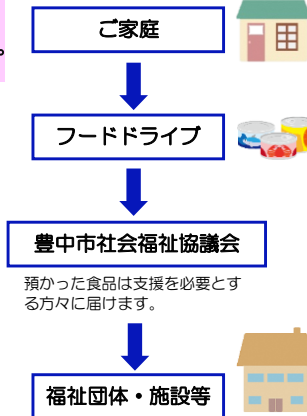 ご家庭
。
フードドライブ
豊中市社会福祉協議会
預かった食品は支援を必要とす
る方々に届けます。
福祉団体・施設等